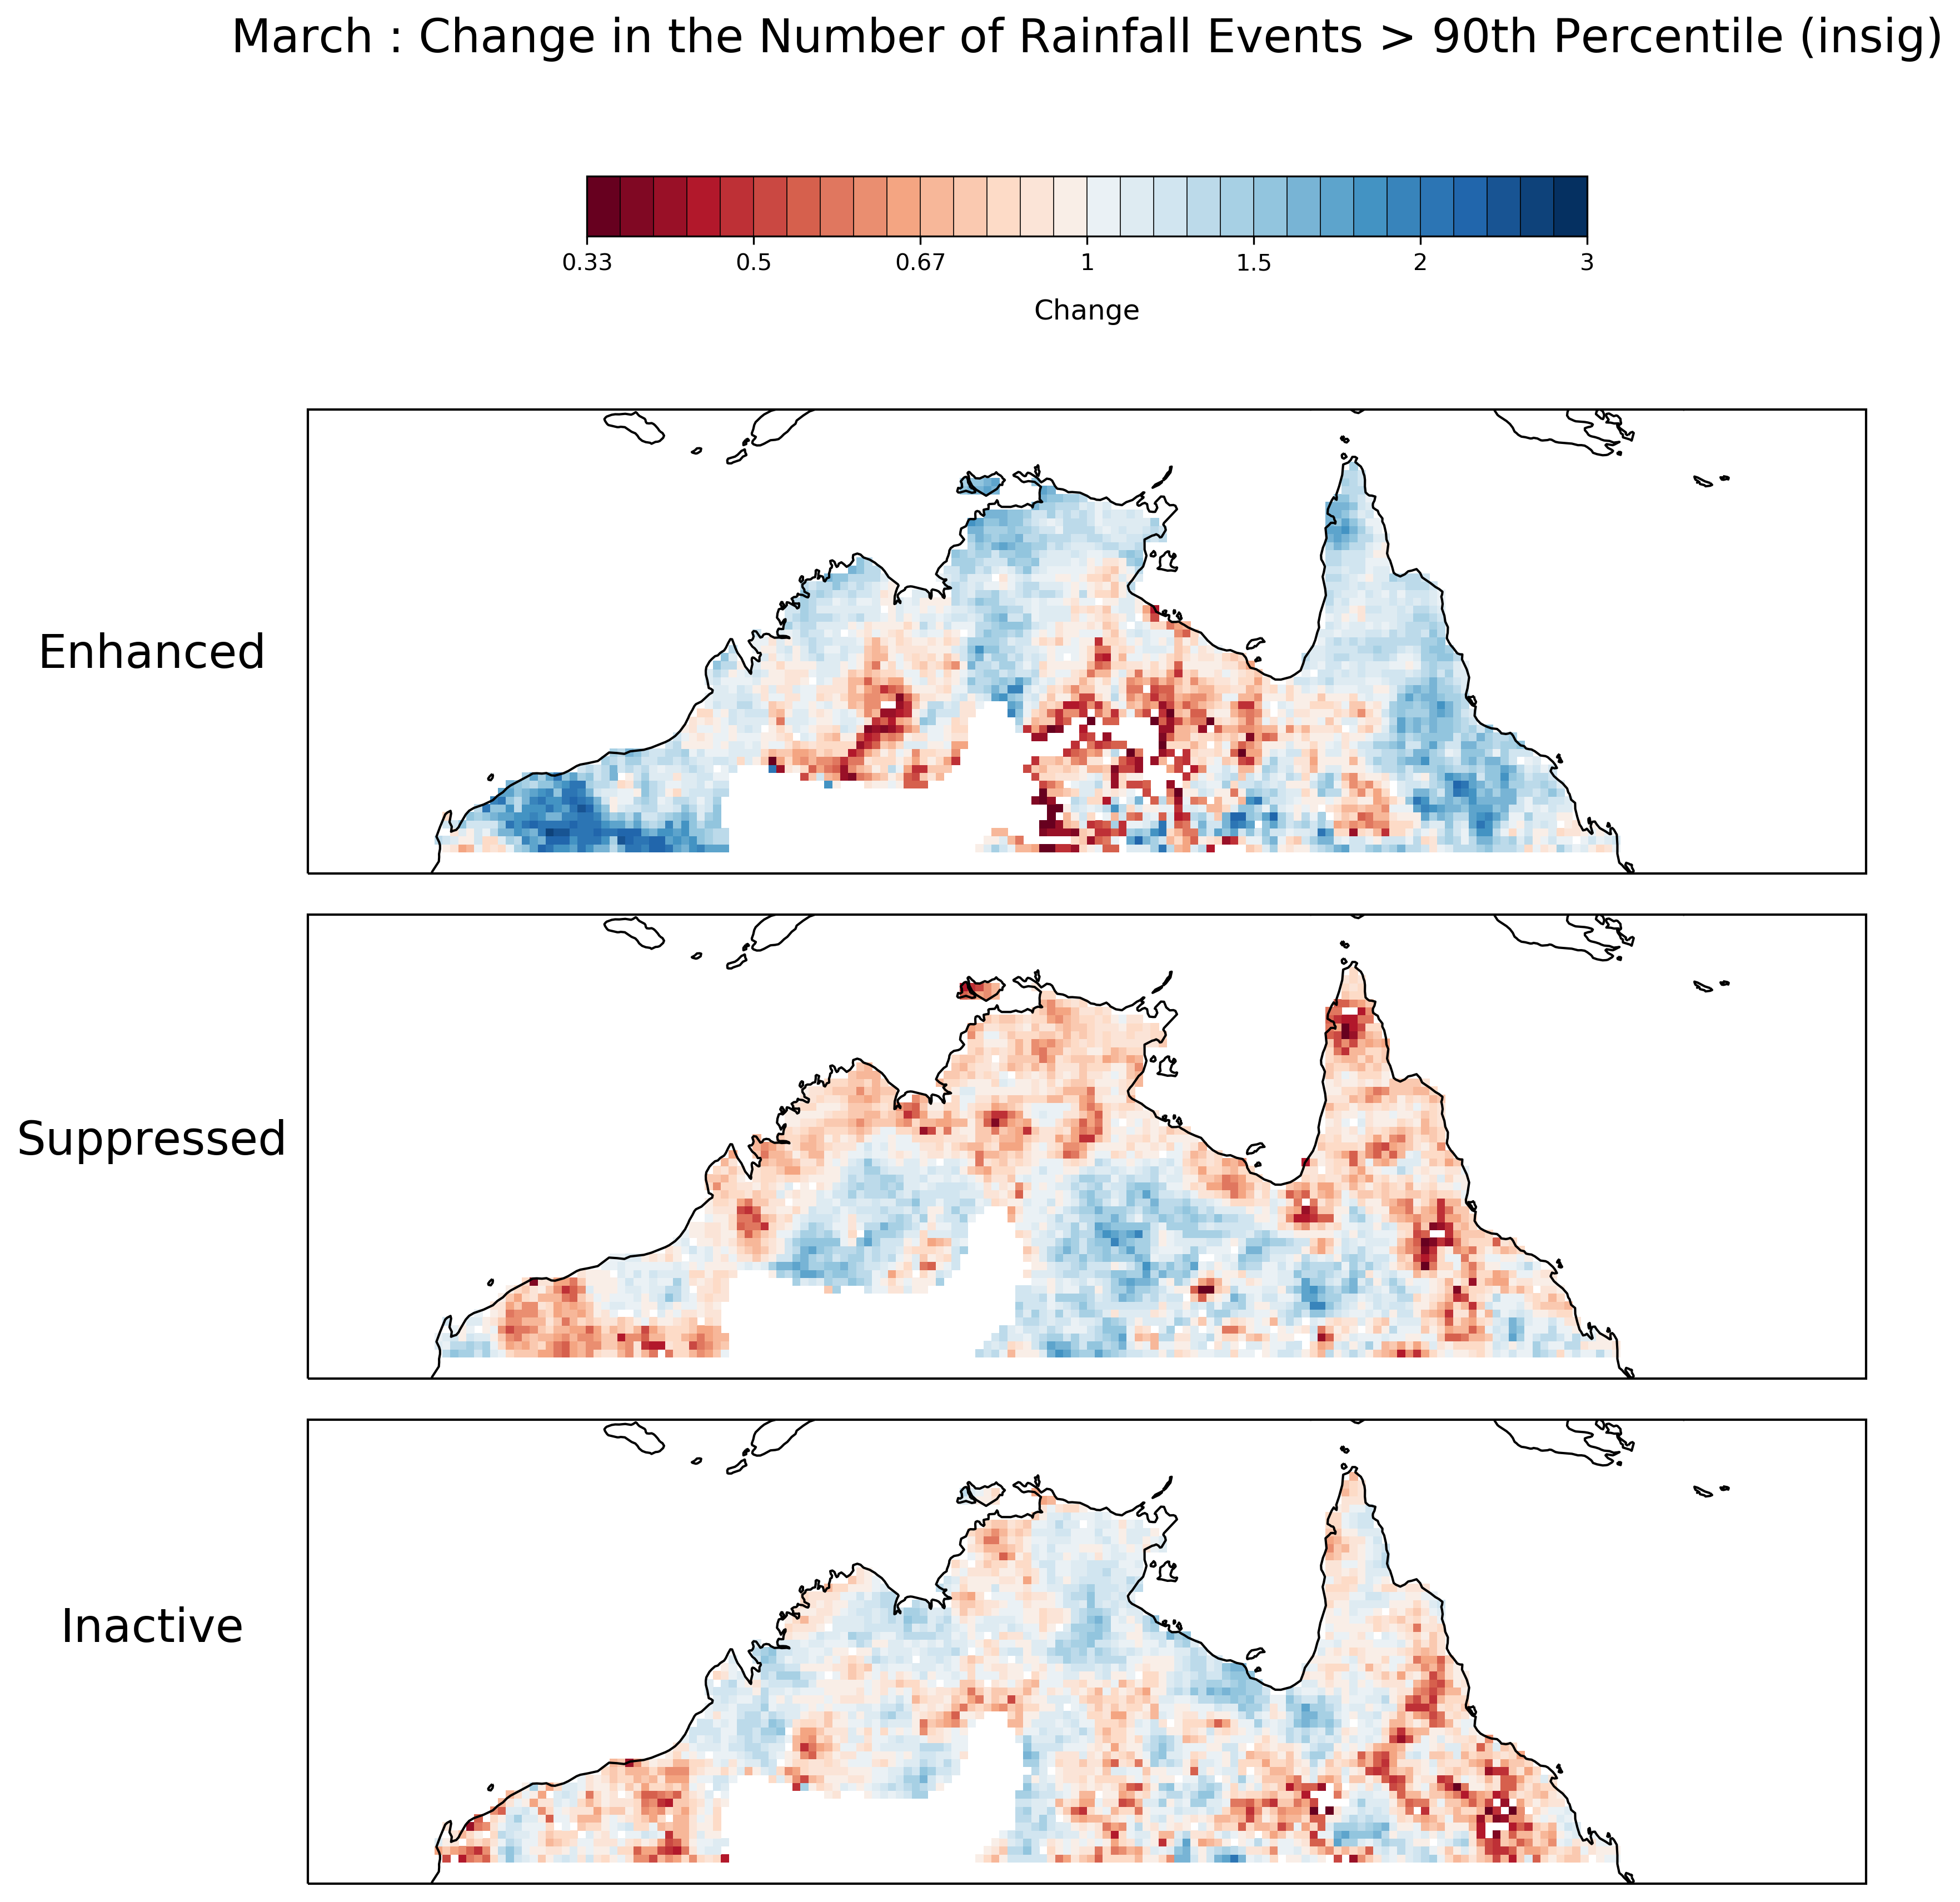 March : Change in the Number of Rainfall Events > 90th Percentile (insig)
0.33 0.5 0.67 1 1.5 2 3
Change
Enhanced
Suppressed
Inactive